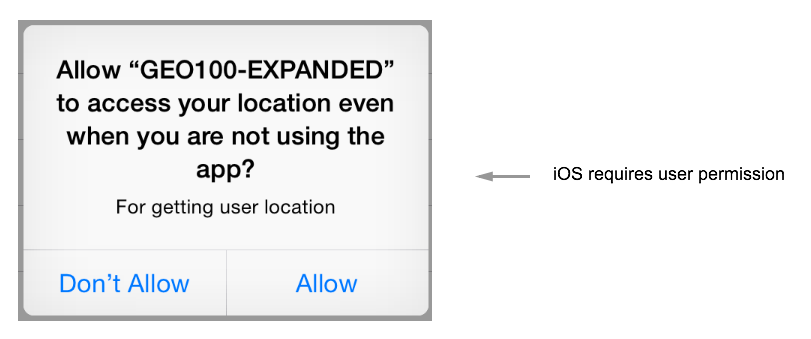 Allow “GEO100-EXPANDED”
to access your location even
when you are not using the
app?
For getting user location
Don’t Allow
Allow
iOS requires user permission